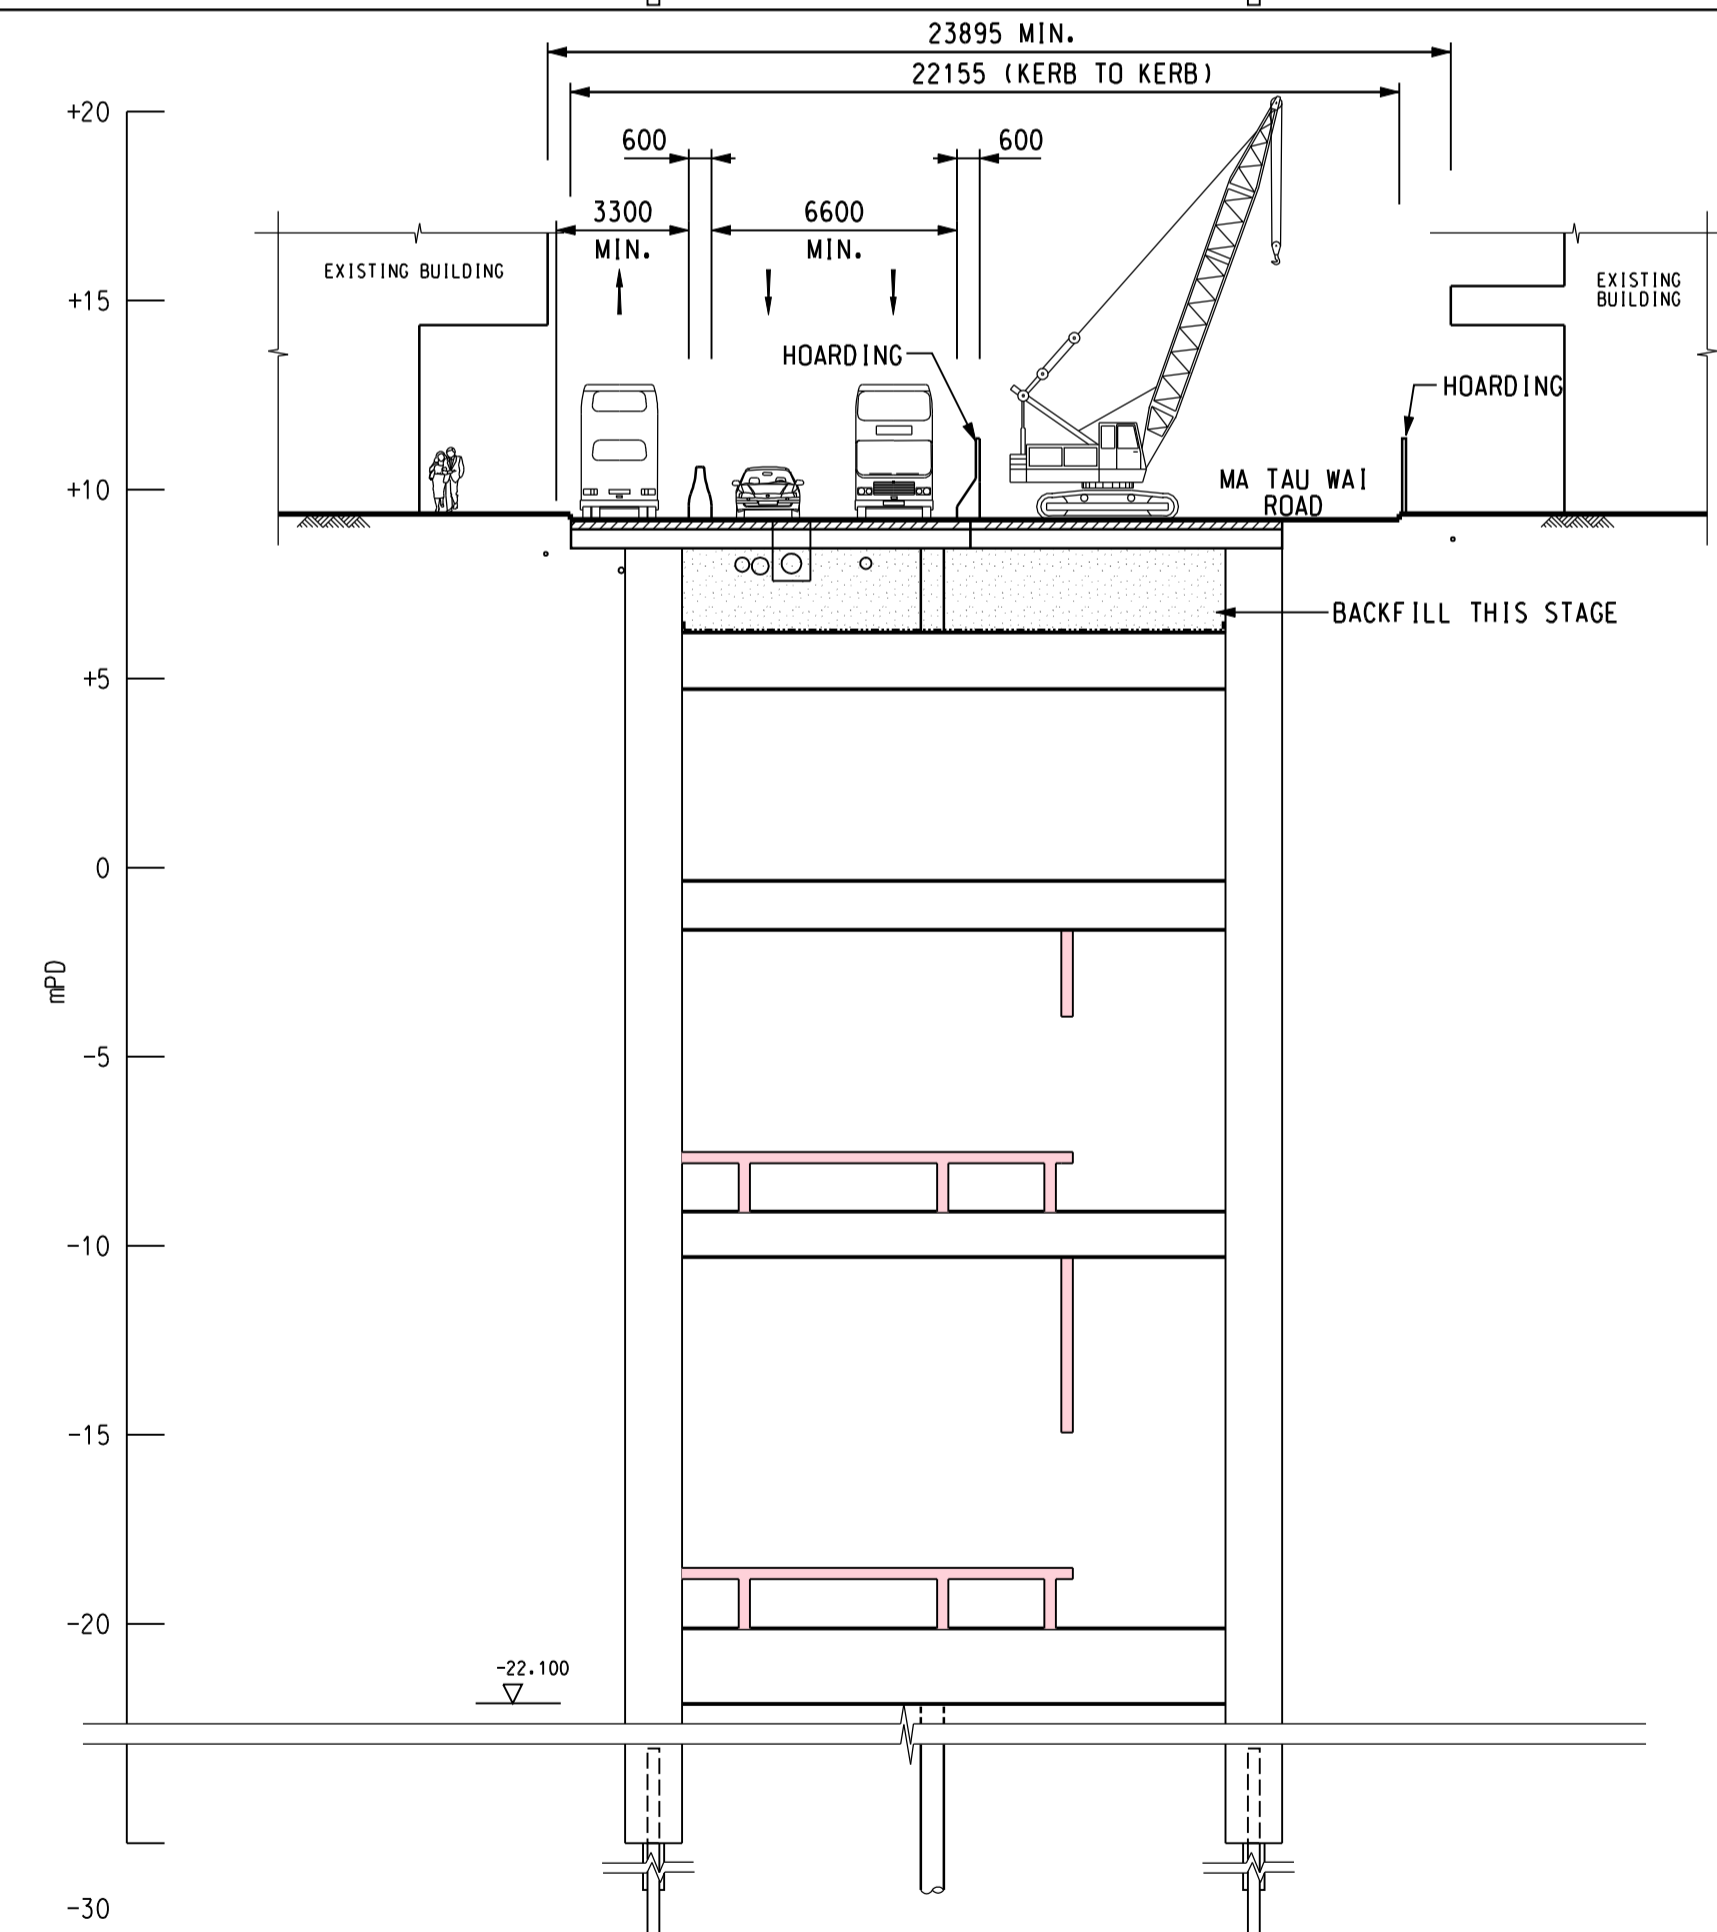 23895 MIN.
22155 (KERB TO KERB)
+20
600
600
3300
MIN.
6600
MIN.
EXISTING BUILDING
EXISTING
BUILDING
+15
HOARDING
HOARDING
+10
MA TAU WAI
ROAD
BACKFILL THIS STAGE
+5
0
mPD
-5
-10
-15
-20
-22.100
-30